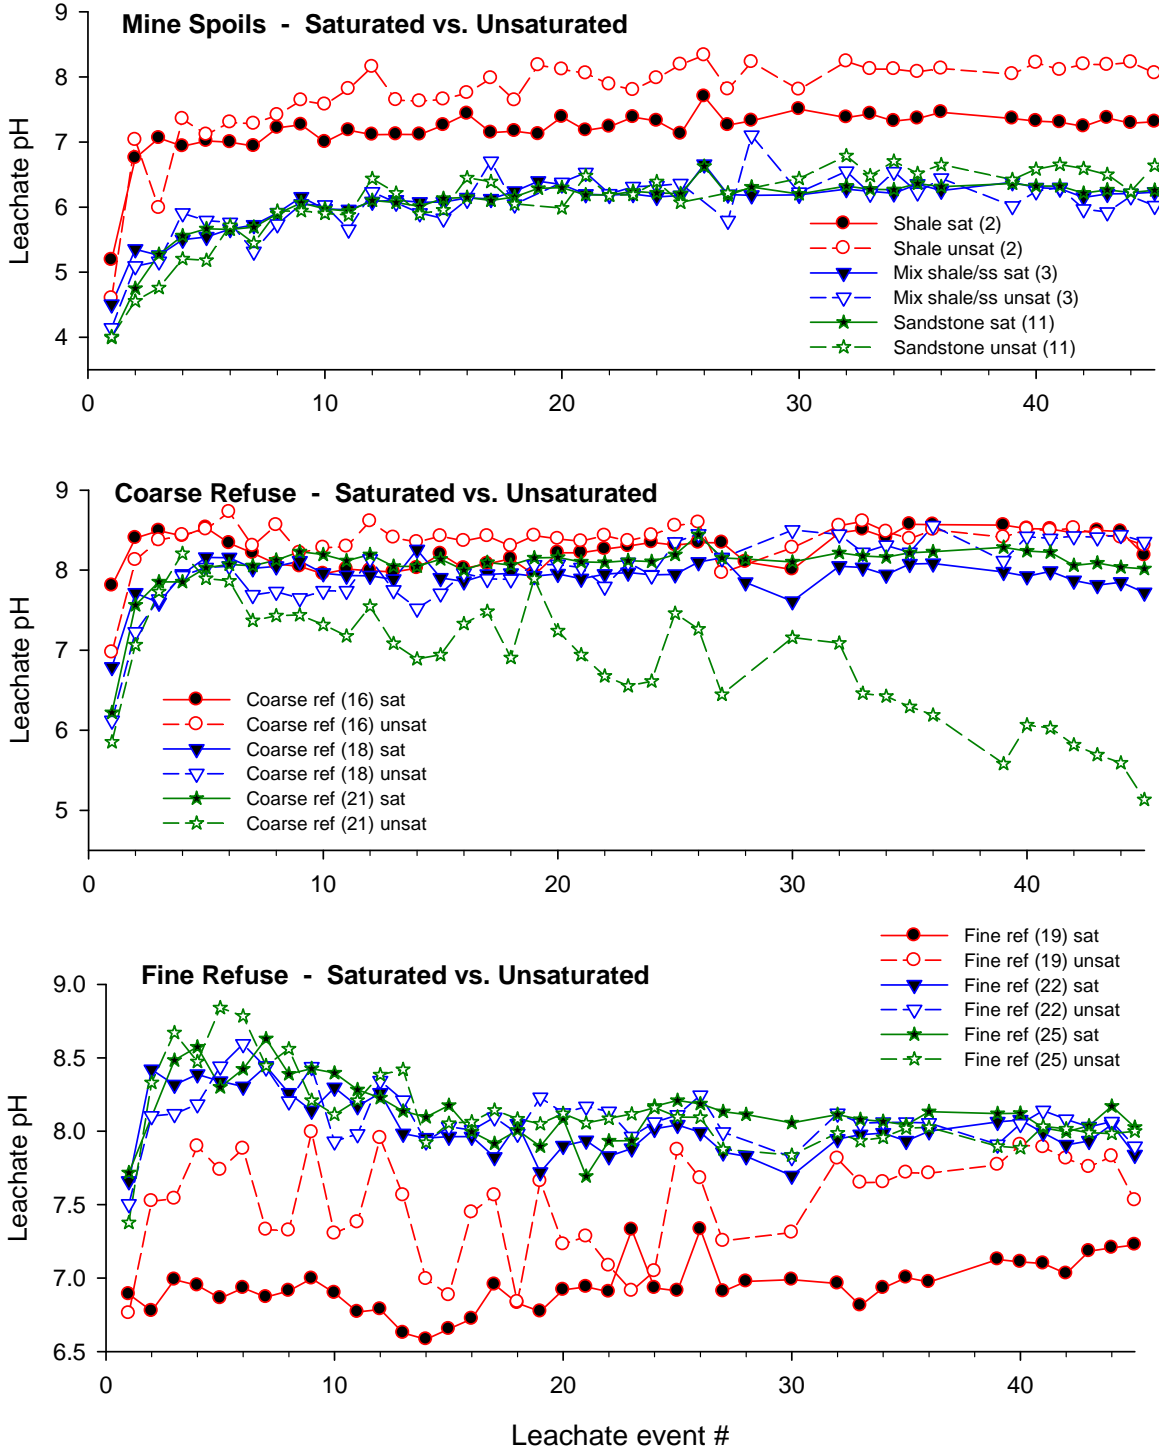 Mine Spoils - Saturated vs. Unsaturated
9
8
7
6
5
4
Leachate pH
Shale sat (2)
Shale unsat (2)
Mix shale/ss sat (3)
Mix shale/ss unsat (3)
Sandstone sat (11)
Sandstone unsat (11)
0 10 20 30 40
Coarse Refuse - Saturated vs. Unsaturated
9
8
7
6
5
Leachate pH
Coarse ref (16) sat
Coarse ref (16) unsat
Coarse ref (18) sat
Coarse ref (18) unsat
Coarse ref (21) sat
Coarse ref (21) unsat
0 10 20 30 40
Fine ref (19) sat
Fine ref (19) unsat
Fine ref (22) sat
Fine ref (22) unsat
Fine ref (25) sat
Fine ref (25) unsat
Fine Refuse - Saturated vs. Unsaturated
9.0
8.5
8.0
7.5
7.0
6.5
Leachate pH
0 10 20 30 40
Leachate event #